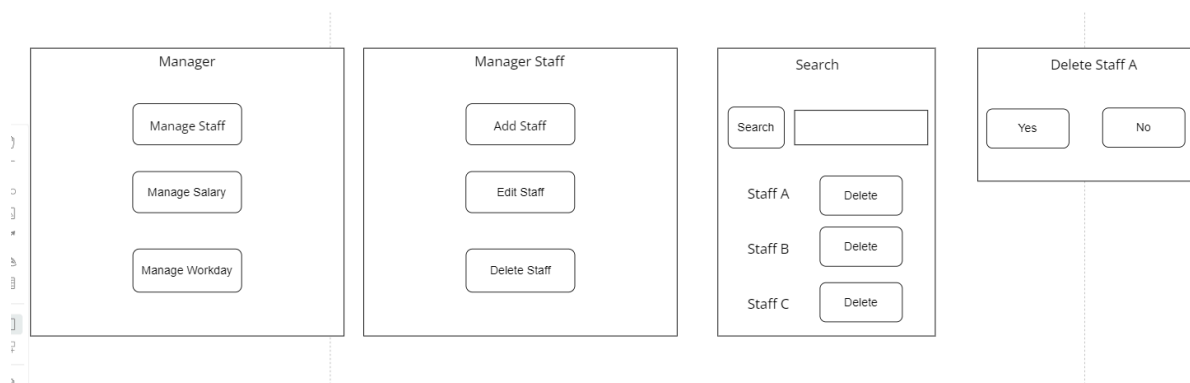 Manager
Manage Staff
Manage Salary
Manage Workday
Manager Staff
Add Staff
Edit Staff
Delete Staff
Search
Search
Staff A
Delete
Staff B
Delete
Staff C
Delete
Delete Staff A
Yes
No